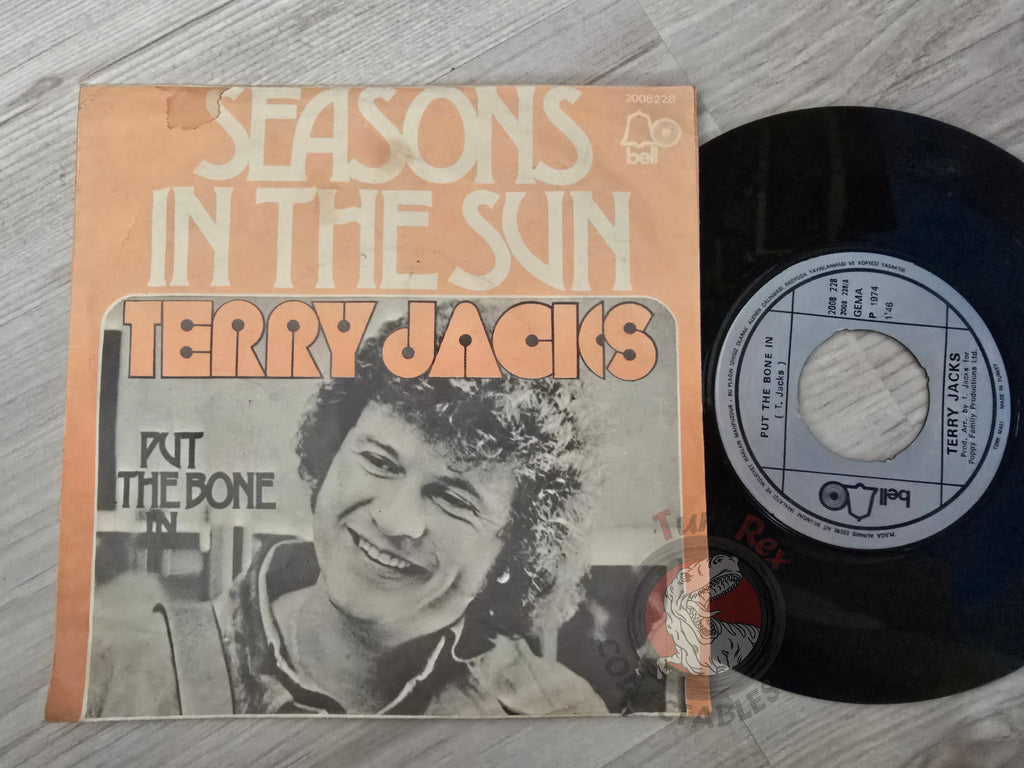 SEASONS
IN THE SUN
2008228
bell
TERRY JACKS
PUT
THE BONE
IN
PUT THE BONE IN
( T. Jacks )
2008 228
2008 228/A
GEMA
P 1974
1'46
TERRY JACKS
Prod. Arr. by T. Jacks for
Poppy Family Productions Ltd.
bell
TÜRK MALI MADE IN TURKEY
Tunk Rex